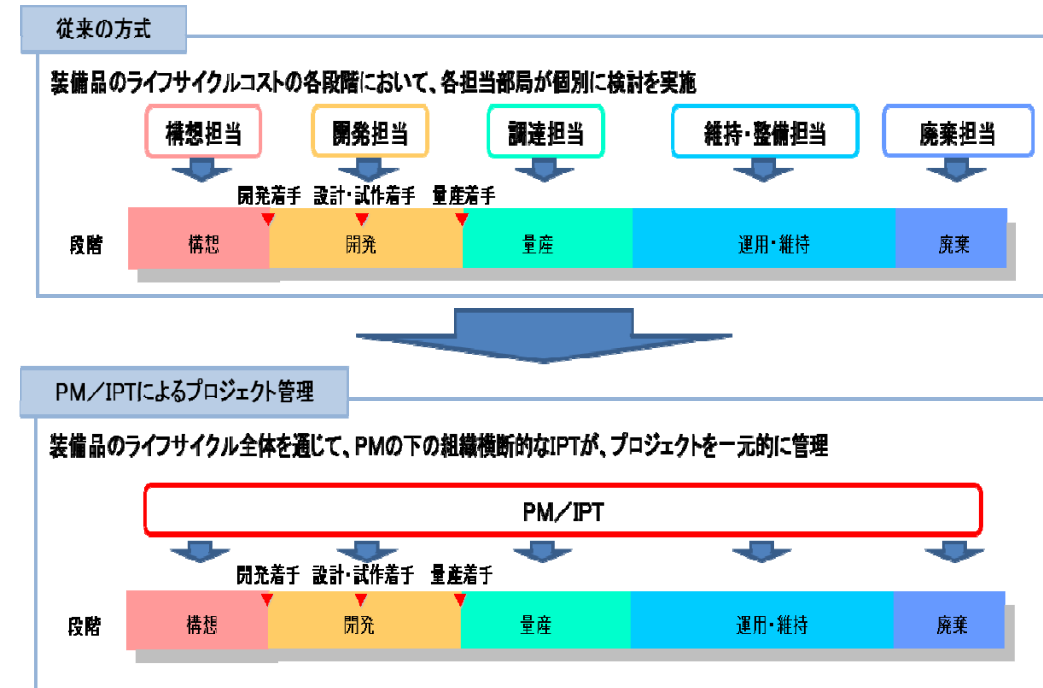 従来の方式
装備品のライフサイクルコストの各段階において、各担当部局が個別に検討を実施
構想担当 開発担当 調達担当 維持・整備担当 廃棄担当
開発着手 設計・試作着手 量産着手
段階 構想 開発 量産 運用・維持 廃棄
PM／IPTによるプロジェクト管理
装備品のライフサイクル全体を通じて、PMの下の組織横断的なIPTが、プロジェクトを一元的に管理
PM／IPT
開発着手 設計・試作着手 量産着手
段階 構想 開発 量産 運用・維持 廃棄